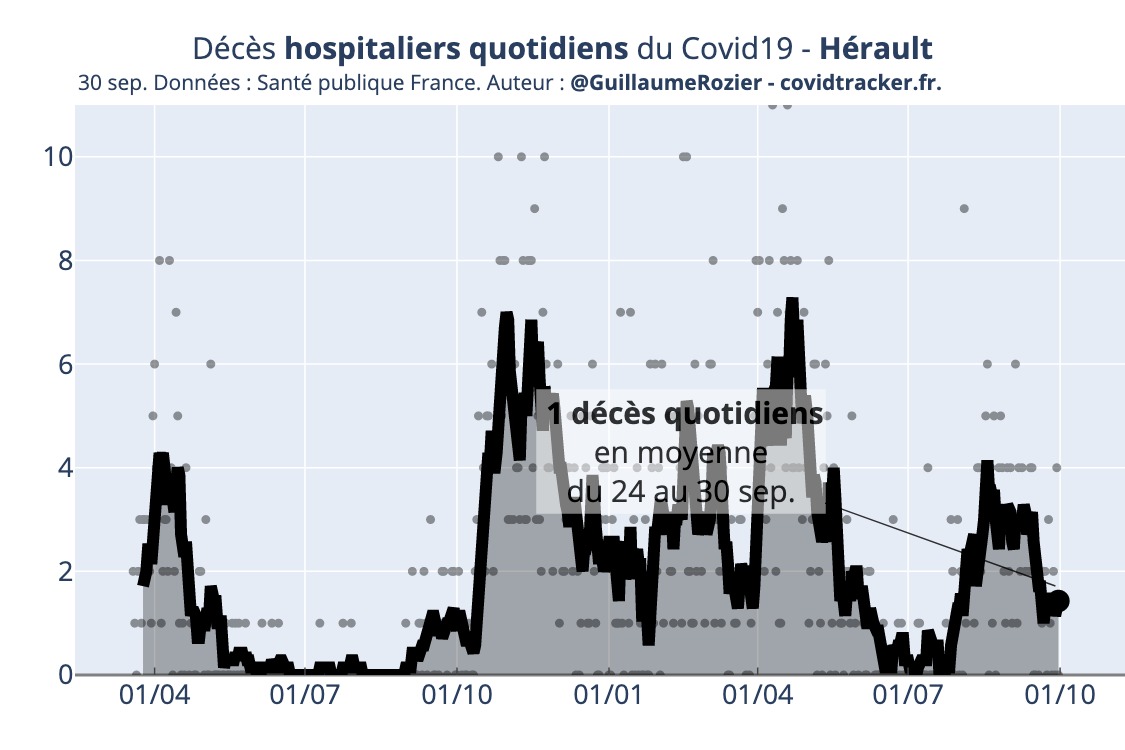 Décès hospitaliers quotidiens du Covid19 - Hérault
30 sep. Données : Santé publique France. Auteur : @GuillaumeRozier - covidtracker.fr.
10
8
6
4
2
0
1 décès quotidiens
en moyenne
du 24 au 30 sep.
01/04 01/07 01/10 01/01 01/04 01/07 01/10